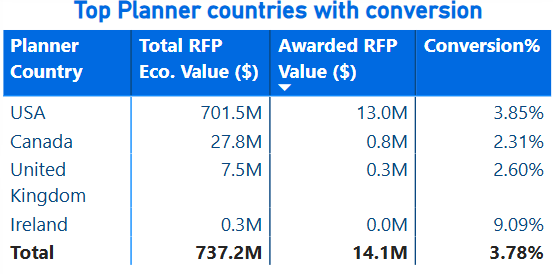 Top Planner countries with conversion
Planner Country Total RFP Eco. Value ($) Awarded RFP Value ($) Conversion%
USA 701.5M 13.0M 3.85%
Canada 27.8M 0.8M 2.31%
United Kingdom 7.5M 0.3M 2.60%
Ireland 0.3M 0.0M 9.09%
Total 737.2M 14.1M 3.78%